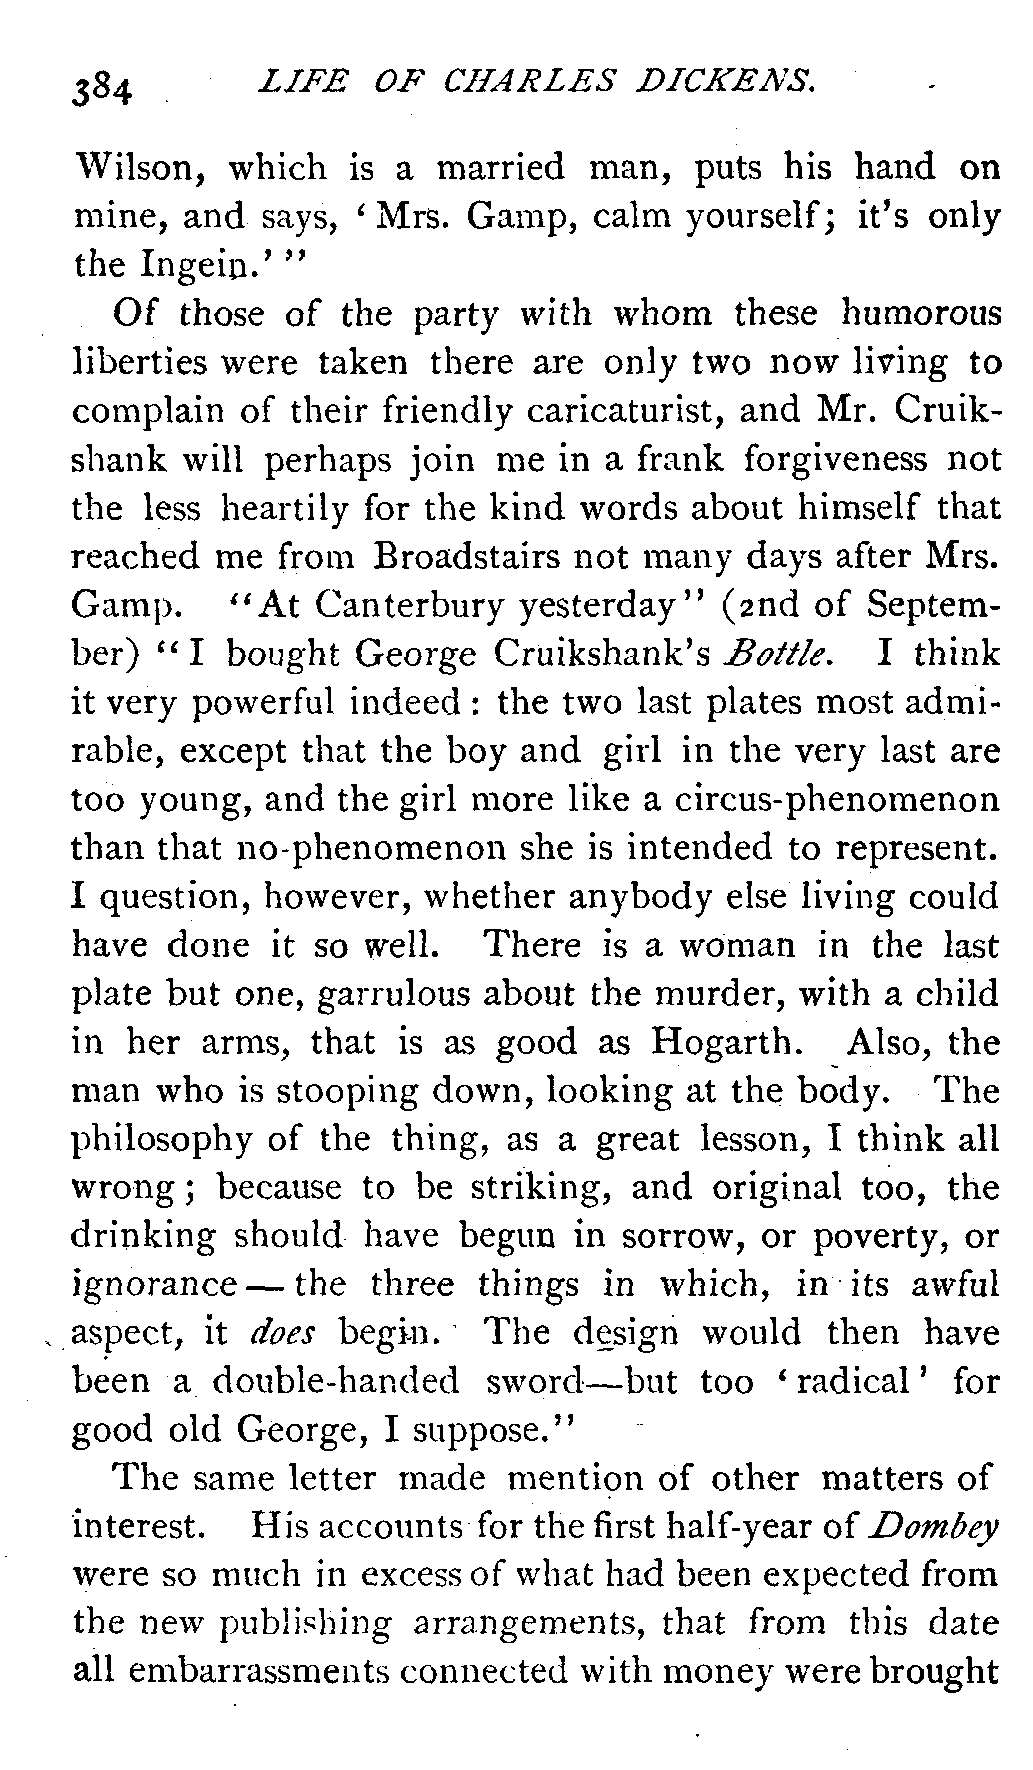 384 LIFE OF CHARLES DICKENS.
Wilson, which is a married man, puts his hand on
mine, and says, ‘Mrs. Gamp, calm yourself; it's only
the Ingein.’”
Of those of the party with whom these humorous
liberties were taken there are only two now living to
complain of their friendly caricaturist, and Mr. Cruik-
shank will perhaps join me in a frank forgiveness not
the less heartily for the kind words about himself that
reached me from Broadstairs not many days after Mrs.
Gamp. “At Canterbury yesterday” (2nd of Septem-
ber) “I bought George Cruikshank's Bottle. I think
it very powerful indeed: the two last plates most admi-
rable, except that the boy and girl in the very last are
too young, and the girl more like a circus-phenomenon
than that no-phenomenon she is intended to represent.
I question, however, whether anybody else living could
have done it so well. There is a woman in the last
plate but one, garrulous about the murder, with a child
in her arms, that is as good as Hogarth. Also, the
man who is stooping down, looking at the body. The
philosophy of the thing, as a great lesson, I think all
wrong; because to be striking, and original too, the
drinking should have begun in sorrow, or poverty, or
ignorance — the three things in which, in its awful
aspect, it does begin. The design would then have
been a double-handed sword—but too ‘radical’ for
good old George, I suppose.”
The same letter made mention of other matters of
interest. His accounts for the first half-year of Dombey
were so much in excess of what had been expected from
the new publishing arrangements, that from this date
all embarrassments connected with money were brought